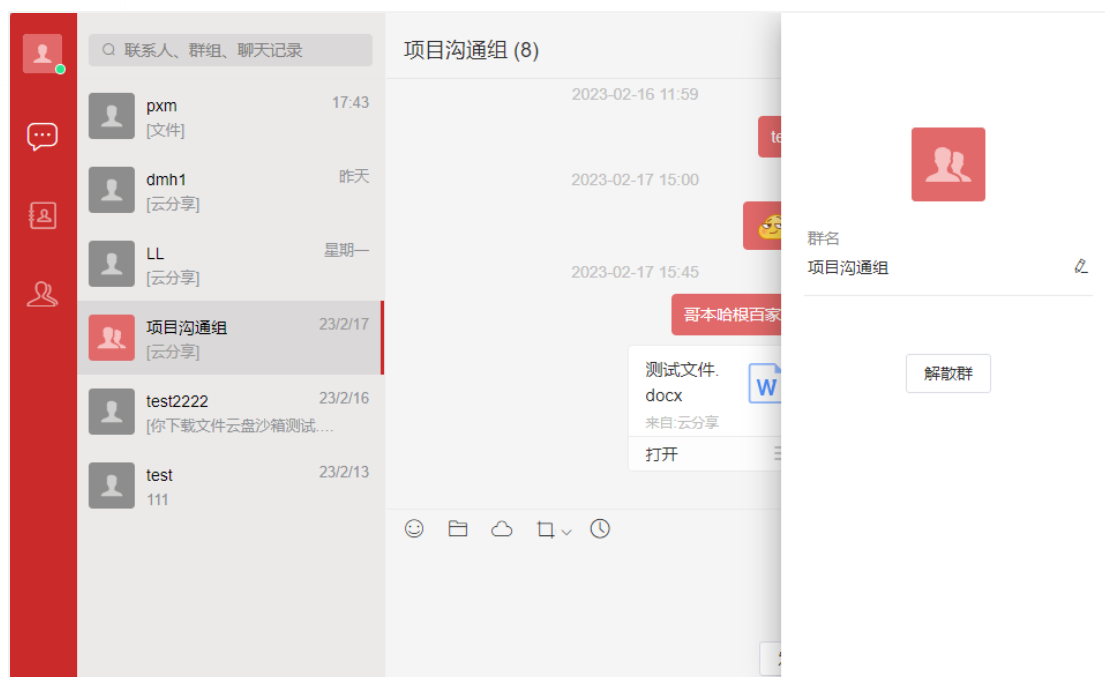 联系人、群组、聊天记录
pxm
17:43
[文件]
dmh1
昨天
[云分享]
LL
星期一
[云分享]
项目沟通组
23/2/17
[云分享]
test2222
23/2/16
[你下载文件云盘沙箱测试....
test
23/2/13
111
项目沟通组 (8)
2023-02-16 11:59
te
2023-02-17 15:00
2023-02-17 15:45
哥本哈根百家
测试文件.
docx
W
来自:云分享
打开
群名
项目沟通组
解散群